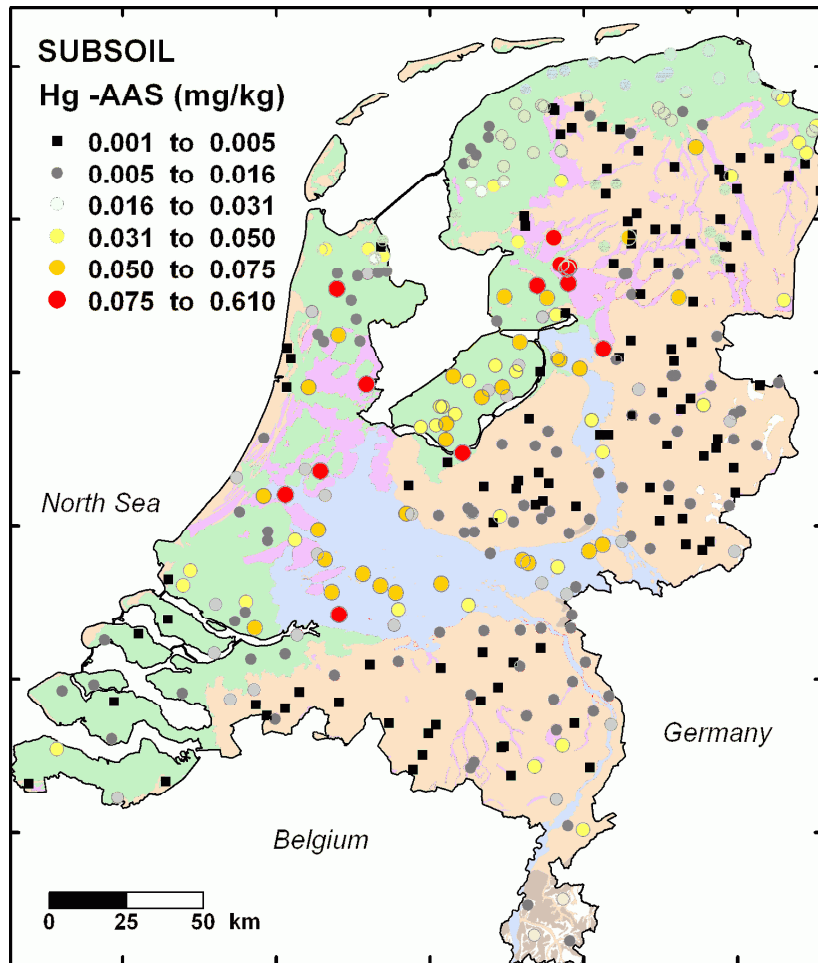 SUBSOIL
Hg -AAS (mg/kg)
0.001 to 0.005
0.005 to 0.016
0.016 to 0.031
0.031 to 0.050
0.050 to 0.075
0.075 to 0.610
North Sea
Germany
Belgium
0 25 50 km